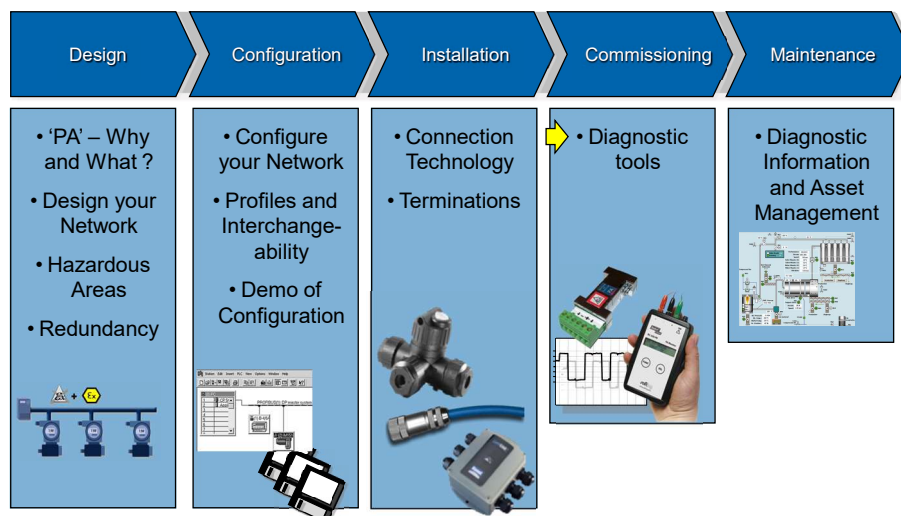 Design
Configuration
Installation
Commissioning
Maintenance
• ‘PA’ – Why
and What ?
• Design your
Network
• Hazardous
Areas
• Redundancy
Ex
• Configure
your Network
• Profiles and
Interchange-
ability
• Demo of
Configuration
• Connection
Technology
• Terminations
• Diagnostic
tools
• Diagnostic
Information
and Asset
Management